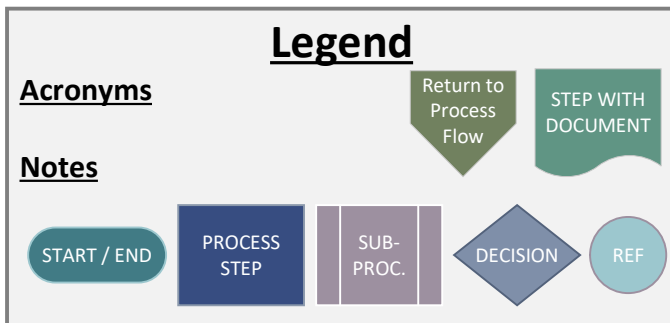 Legend
Acronyms
Return to
Process
Flow
STEP WITH
DOCUMENT
Notes
START / END
PROCESS
STEP
SUB-
PROC.
DECISION
REF